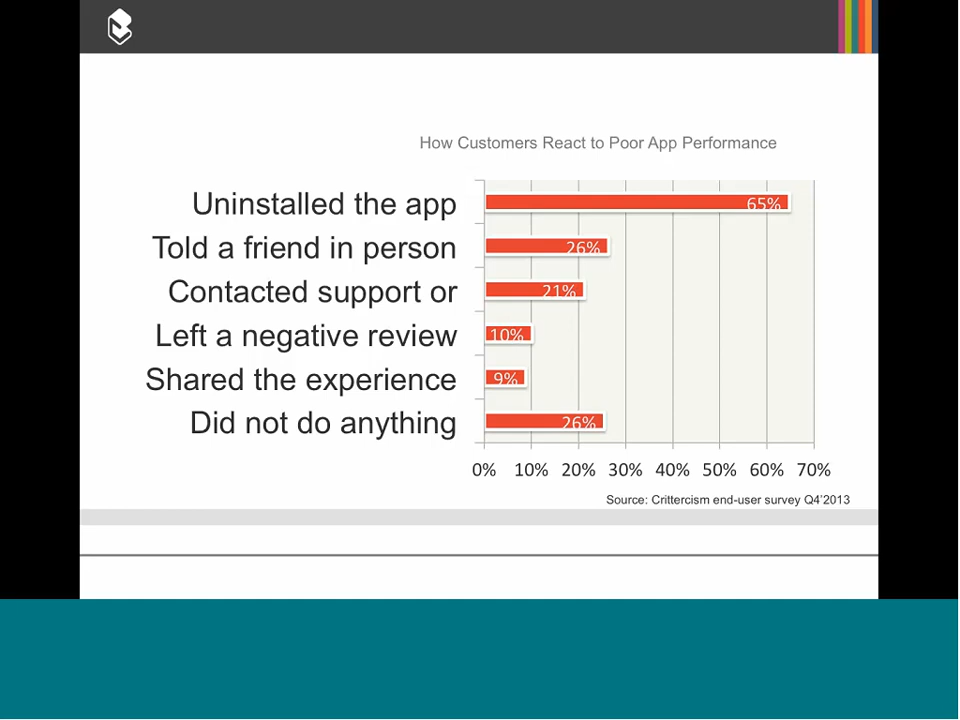 How Customers React to Poor App Performance
Uninstalled the app 65%
Told a friend in person 26%
Contacted support or 21%
Left a negative review 10%
Shared the experience 9%
Did not do anything 26%
0% 10% 20% 30% 40% 50% 60% 70%
Source: Crittercism end-user survey Q4'2013